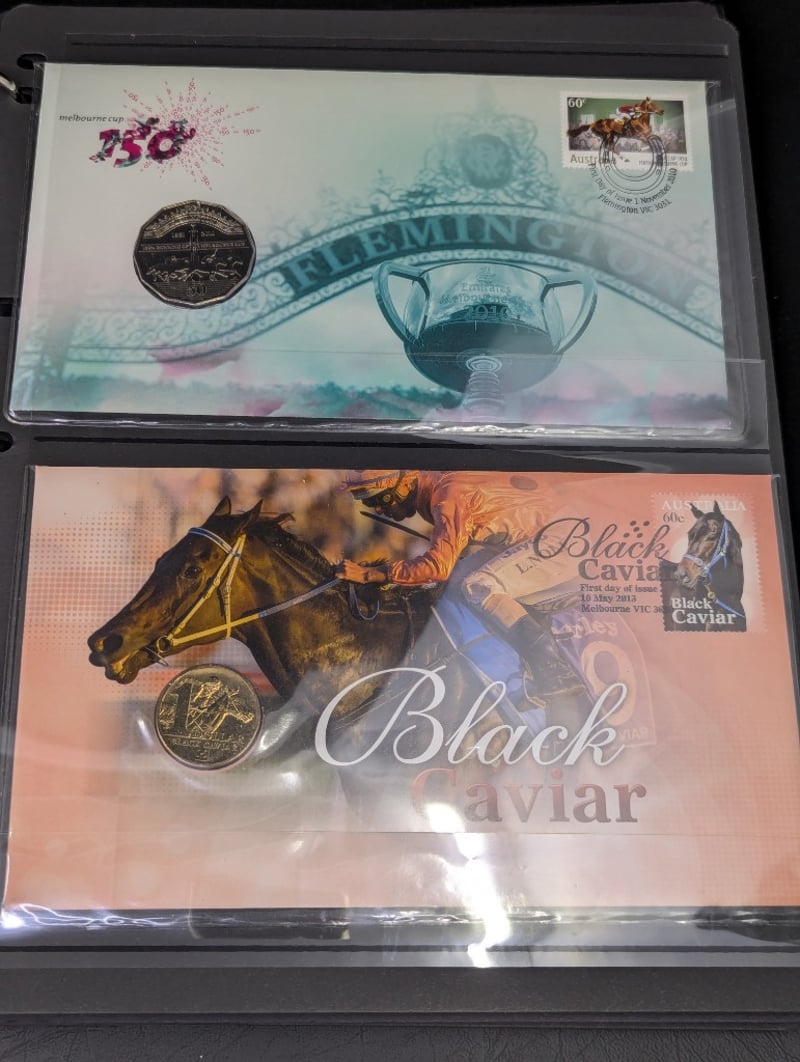 melbourne cup
150
60c
Australia
First Day of Issue 1 November 2010
Flemington VIC 3031
FLEMINGTON
50
Emirates
Melbourne
2010
AUSTRALIA
60c
Black
Caviar
First day of issue
10 May 2013
Melbourne VIC
Black
Caviar
BLACK CAVIAR
Black
Caviar